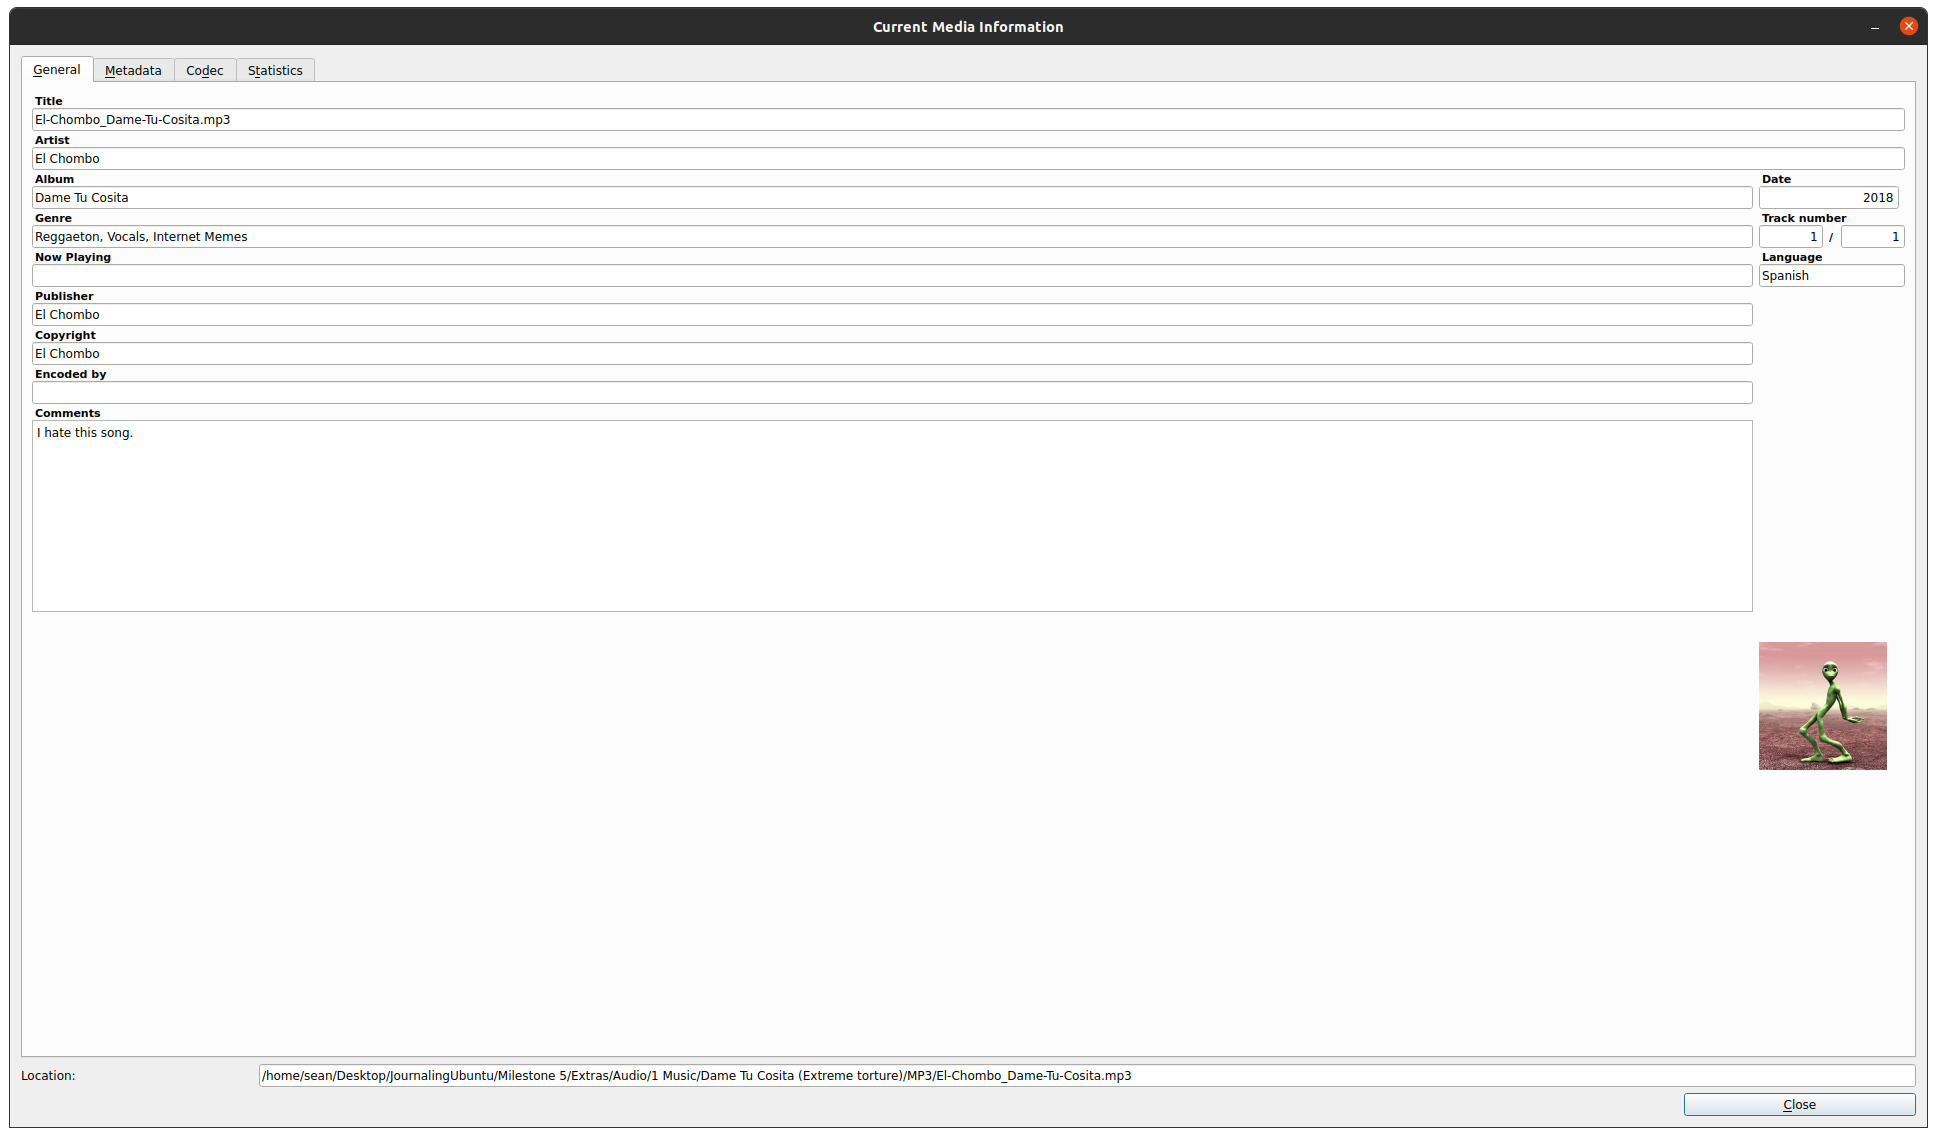 Current Media Information
General Metadata Codec Statistics
Title
El-Chombo_Dame-Tu-Cosita.mp3
Artist
El Chombo
Album Date
Dame Tu Cosita 2018
Genre Track number
Reggaeton, Vocals, Internet Memes 1 / 1
Now Playing Language
Spanish
Publisher
El Chombo
Copyright
El Chombo
Encoded by
Comments
I hate this song.
Location: /home/sean/Desktop/JournalingUbuntu/Milestone 5/Extras/Audio/1 Music/Dame Tu Cosita (Extreme torture)/MP3/El-Chombo_Dame-Tu-Cosita.mp3
Close